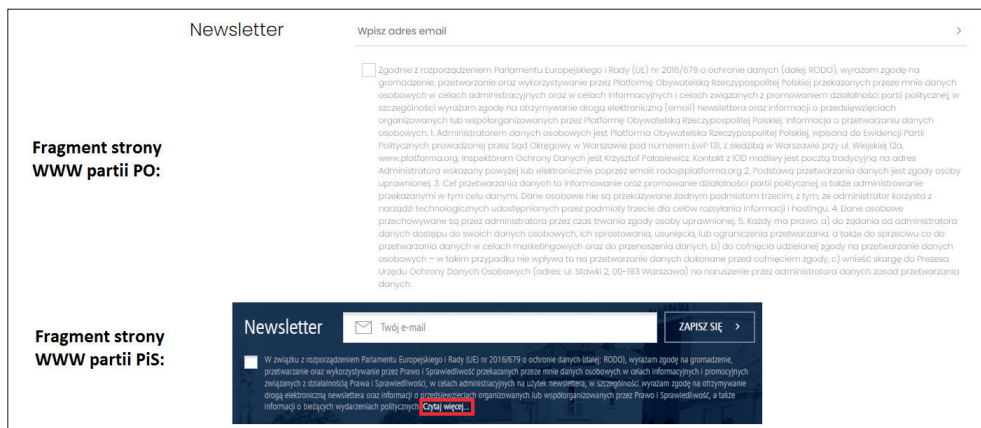 Newsletter
Wpisz adres email >
Zgodnie z rozporządzeniem Parlamentu Europejskiego i Rady (UE) nr 2016/679 o ochronie danych (dalej: RODO), wyrażam zgodę na
gromadzenie, przetwarzanie oraz wykorzystywanie przez Platformę Obywatelską Rzeczypospolitej Polskiej przekazanych przeze mnie danych
osobowych w celach administracyjnych oraz w celach informacyjnych i celach związanych z promowaniem działalności partii politycznej, w
szczególności wyrażam zgodę na otrzymywanie drogą elektroniczną (email) newslettera oraz informacji o przedsięwzięciach
organizowanych lub współorganizowanych przez Platformę Obywatelską Rzeczypospolitej Polskiej. Informacja o przetwarzaniu danych
osobowych: 1. Administratorem danych osobowych jest Platforma Obywatelska Rzeczypospolitej Polskiej, wpisana do Ewidencji Partii
Politycznych prowadzonej przez Sąd Okręgowy w Warszawie pod numerem EwP 131, z siedzibą w Warszawie przy ul. Wiejskiej 12a,
www.platforma.org. Inspektorem Ochrony Danych jest Krzysztof Pałasiewicz. Kontakt z IOD możliwy jest pocztą tradycyjną na adres
Administratora wskazany powyżej lub elektronicznie poprzez email: rodo@platforma.org 2. Podstawą przetwarzania danych jest zgody osoby
uprawnionej. 3. Cel przetwarzania danych to informowanie oraz promowanie działalności partii politycznej, a także administrowanie
przekazanymi w tym celu danymi. Dane osobowe nie są przekazywane żadnym podmiotom trzecim, z tym, że administrator korzysta z
narzędzi technologicznych udostępnianych przez podmioty trzecie dla celów rozsyłania informacji i hostingu. 4. Dane osobowe
przechowywane są przez administratora przez czas trwania zgody osoby uprawnionej. 5. Każdy ma prawo: a) do żądania od administratora
danych dostępu do swoich danych osobowych, ich sprostowania, usunięcia, lub ograniczenia przetwarzania, a także do sprzeciwu co do
przetwarzania danych w celach marketingowych oraz do przenoszenia danych, b) do cofnięcia udzielonej zgody na przetwarzanie danych
osobowych – w takim przypadku nie wpływa to na przetwarzanie danych dokonane przed cofnięciem zgody, c) wnieść skargę do Prezesa
Urzędu Ochrony Danych Osobowych (adres: ul. Stawki 2, 00-193 Warszawa) na naruszenie przez administratora danych zasad przetwarzania
danych.
Fragment strony
WWW partii PO:
Fragment strony
WWW partii PiS:
Newsletter
Twój e-mail
ZAPISZ SIĘ >
W związku z rozporządzeniem Parlamentu Europejskiego i Rady (UE) nr 2016/679 o ochronie danych (dalej: RODO), wyrażam zgodę na gromadzenie,
przetwarzanie oraz wykorzystywanie przez Prawo i Sprawiedliwość przekazanych przeze mnie danych osobowych w celach informacyjnych i promocyjnych
związanych z działalnością Prawa i Sprawiedliwości, w celach administracyjnych na użytek newslettera, w szczególności wyrażam zgodę na otrzymywanie
drogą elektroniczną newslettera oraz informacji o przedsięwzięciach organizowanych lub współorganizowanych przez Prawo i Sprawiedliwość, a także
informacji o bieżących wydarzeniach politycznych. Czytaj więcej...